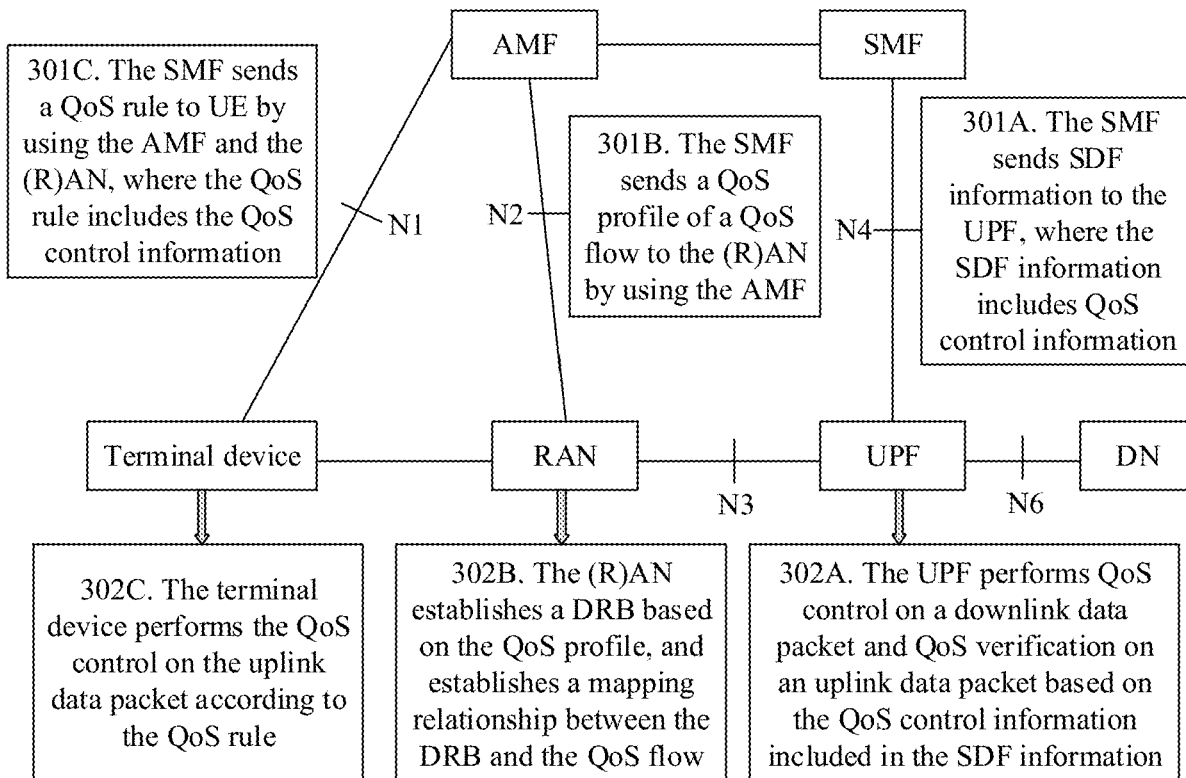 AMF
SMF
301C. The SMF sends
a QoS rule to UE by
using the AMF and the
(R)AN, where the QoS
rule includes the QoS
control information
N1
N2
301B. The SMF
sends a QoS
profile of a QoS
flow to the (R)AN
by using the AMF
N4
301A. The SMF
sends SDF
information to the
UPF, where the
SDF information
includes QoS
control information
Terminal device
RAN
UPF
DN
N3
N6
302C. The terminal
device performs the QoS
control on the uplink
data packet according to
the QoS rule
302B. The (R)AN
establishes a DRB based
on the QoS profile, and
establishes a mapping
relationship between the
DRB and the QoS flow
302A. The UPF performs QoS
control on a downlink data
packet and QoS verification on
an uplink data packet based on
the QoS control information
included in the SDF information